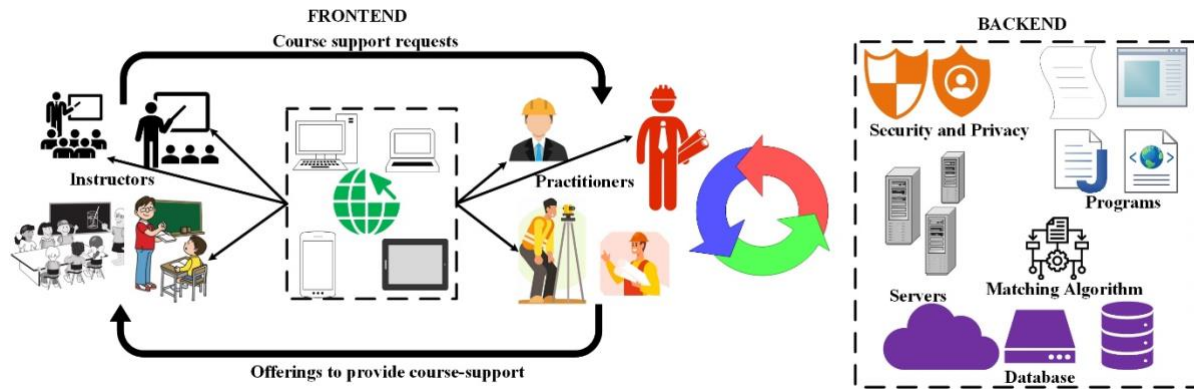 FRONTEND
Course support requests
Instructors
Practitioners
Offerings to provide course-support
BACKEND
Security and Privacy
Programs
Servers
Matching Algorithm
Database